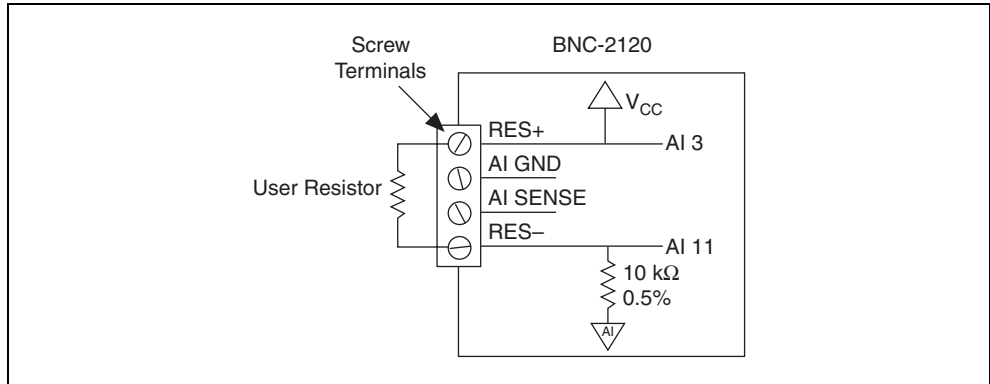 Screw
Terminals
BNC-2120
V_CC
RES+
AI 3
AI GND
User Resistor
AI SENSE
RES–
AI 11
10 kΩ
0.5%
AI